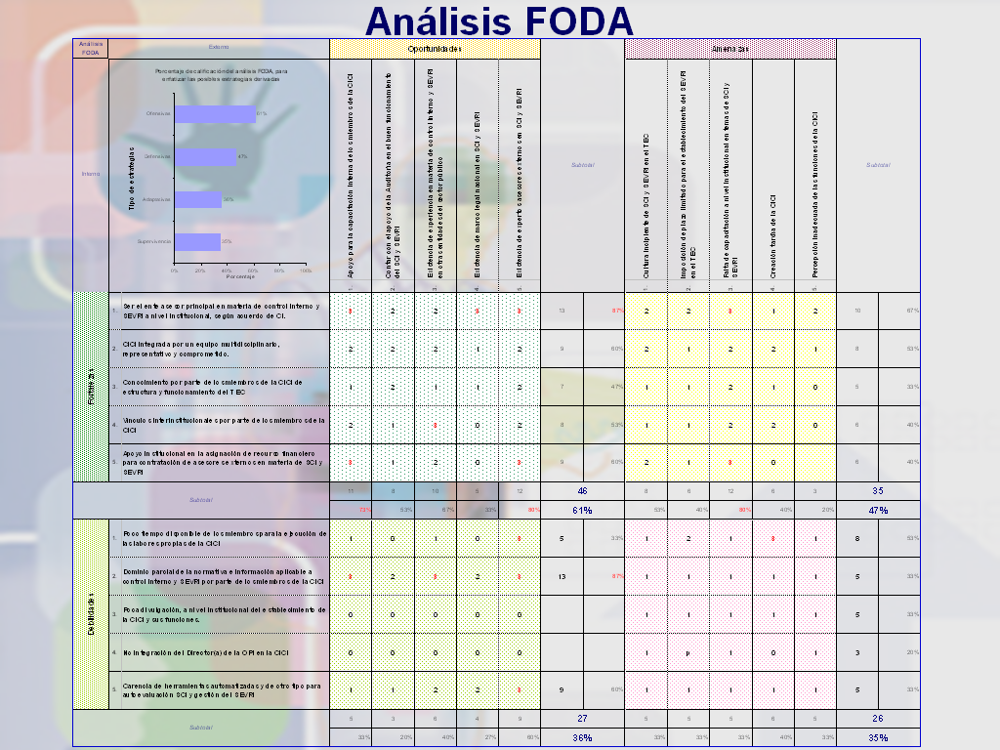 Análisis FODA
Análisis
FODA
Externo
Oportunidades
Amenazas
Porcentaje de calificación del análisis FODA, para
enfatizar las posibles estrategias derivadas
Tipo de estrategias
Ofensivas
61%
Defensivas
47%
Adaptativas
36%
Supervivencia
35%
0% 20% 40% 60% 80% 100%
Porcentaje
Interno
1. Apoyo para la capacitación interna de los miembros de la CICI
2. Contar con el apoyo de la Auditoría en el buen funcionamiento
del SCI y SEVRI
3. Existencia de experiencia en materia de control interno y SEVRI
en otras entidades del sector público
4. Existencia de marco legal nacional en SCI y SEVRI
5. Existencia de expertos asesores externos en SCI y SEVRI
Subtotal
1. Cultura incipiente de SCI y SEVRI en el TEC
2. Imposición de plazo limitado para el establecimiento del SEVRI
en el TEC
3. Falta de capacitación a nivel institucional en temas de SCI y
SEVRI
4. Creación tardía de la CICI
5. Percepción inadecuada de las funciones de la CICI
Subtotal
Fortalezas
1. Ser el ente asesor principal en materia de control interno y
SEVRI a nivel institucional, según acuerdo de CI.
3 2 2 3 3 13 87% 2 2 3 1 2 10 67%
2. CICI integrada por un equipo multidisciplinario,
representativo y comprometido.
2 2 2 1 2 9 60% 2 1 2 2 1 8 53%
3. Conocimiento por parte de los miembros de la CICI de
estructura y funcionamiento del TEC
1 2 1 1 2 7 47% 1 1 2 1 0 5 33%
4. Vínculos interinstitucionales por parte de los miembros de la
CICI
2 1 3 0 2 8 53% 1 1 2 2 0 6 40%
5. Apoyo institucional en la asignación de recurso financiero
para contratación de asesores externos en materia de SCI y
SEVRI
3 1 2 0 3 9 60% 2 1 3 0 6 40%
Subtotal
11 8 10 5 12 46 8 6 12 6 3 35
73% 53% 67% 33% 80% 61% 53% 40% 80% 40% 20% 47%
Debilidades
1. Poco tiempo disponible de los miembros para la ejecución de
las labores propias de la CICI
1 0 1 0 3 5 33% 1 2 1 3 1 8 53%
2. Dominio parcial de la normativa e información aplicable a
control interno y SEVRI por parte de los miembros de la CICI
3 2 3 2 3 13 87% 1 1 1 1 1 5 33%
3. Poca divulgación, a nivel institucional del establecimiento de
la CICI y sus funciones.
0 0 0 0 0 1 1 1 1 1 5 33%
4. No integración del Director(a) de la OPI en la CICI
0 0 0 0 0 1 p 1 0 1 3 20%
5. Carencia de herramientas automatizadas y de otro tipo para
autoevaluación SCI y gestión del SEVRI
1 1 2 2 3 9 60% 1 1 1 1 1 5 33%
Subtotal
5 3 6 4 9 27 5 5 5 6 5 26
33% 20% 40% 27% 60% 36% 33% 33% 33% 40% 33% 35%